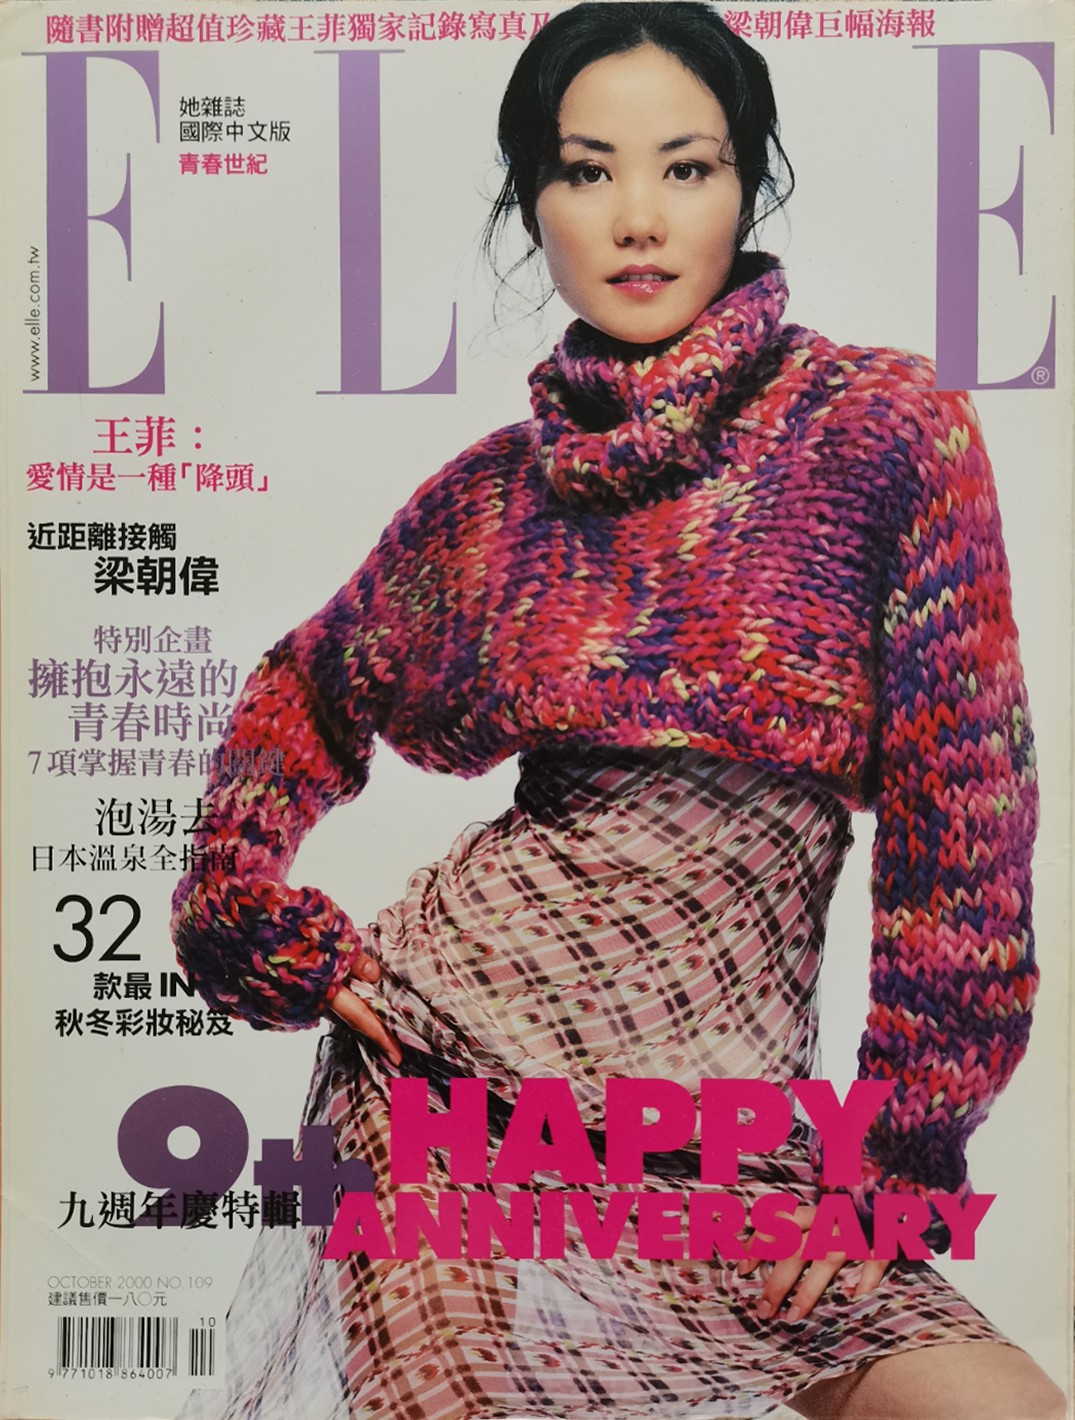 隨書附贈超值珍藏王菲獨家記錄寫真及
梁朝偉巨幅海報
ELLE
®
她雜誌
國際中文版
青春世紀
www.elle.com.tw
王菲：
愛情是一種「降頭」
近距離接觸
梁朝偉
特別企畫
擁抱永遠的
青春時尚
7項掌握青春的關鍵
泡湯去
日本溫泉全指南
32
款最IN
秋冬彩妝秘笈
9th HAPPY
ANNIVERSARY
九週年慶特輯
OCTOBER 2000 NO 109
建議售價一八○元
10
9 771018 864007